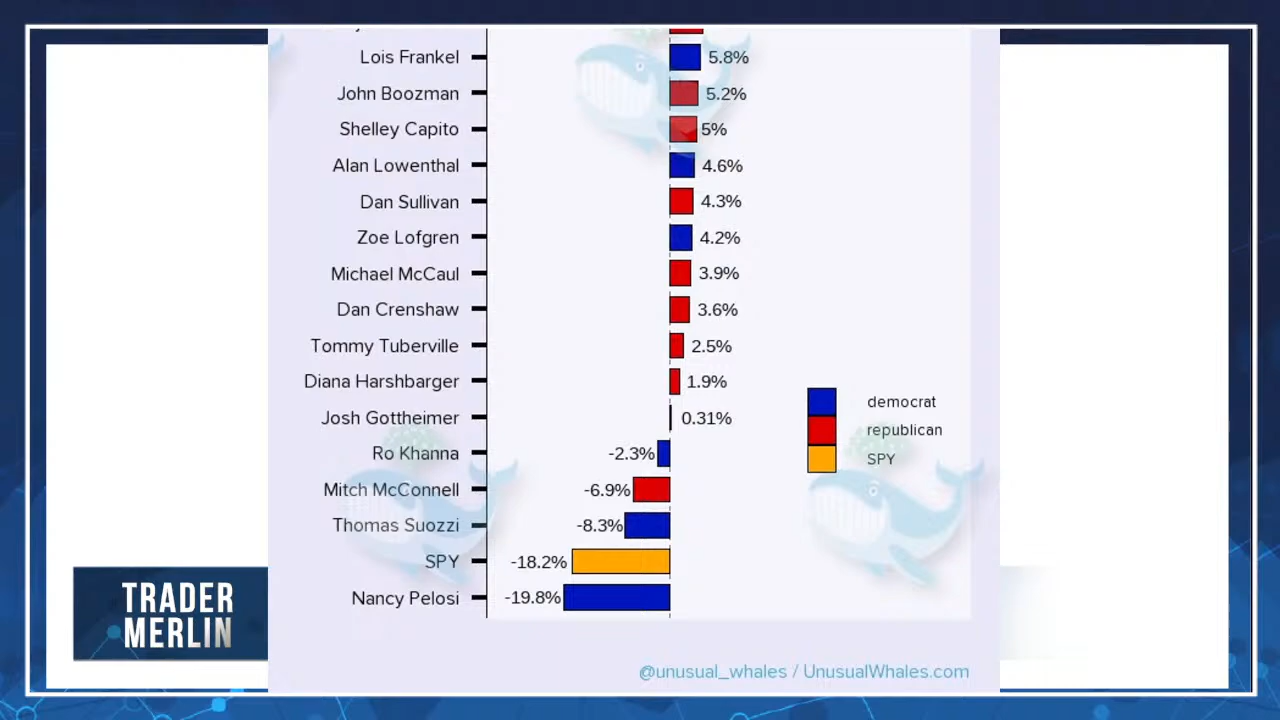 Lois Frankel 5.8%
John Boozman 5.2%
Shelley Capito 5%
Alan Lowenthal 4.6%
Dan Sullivan 4.3%
Zoe Lofgren 4.2%
Michael McCaul 3.9%
Dan Crenshaw 3.6%
Tommy Tuberville 2.5%
Diana Harshbarger 1.9%
Josh Gottheimer 0.31%
Ro Khanna -2.3%
Mitch McConnell -6.9%
Thomas Suozzi -8.3%
SPY -18.2%
Nancy Pelosi -19.8%
democrat
republican
SPY
TRADER
MERLIN
@unusual_whales / UnusualWhales.com